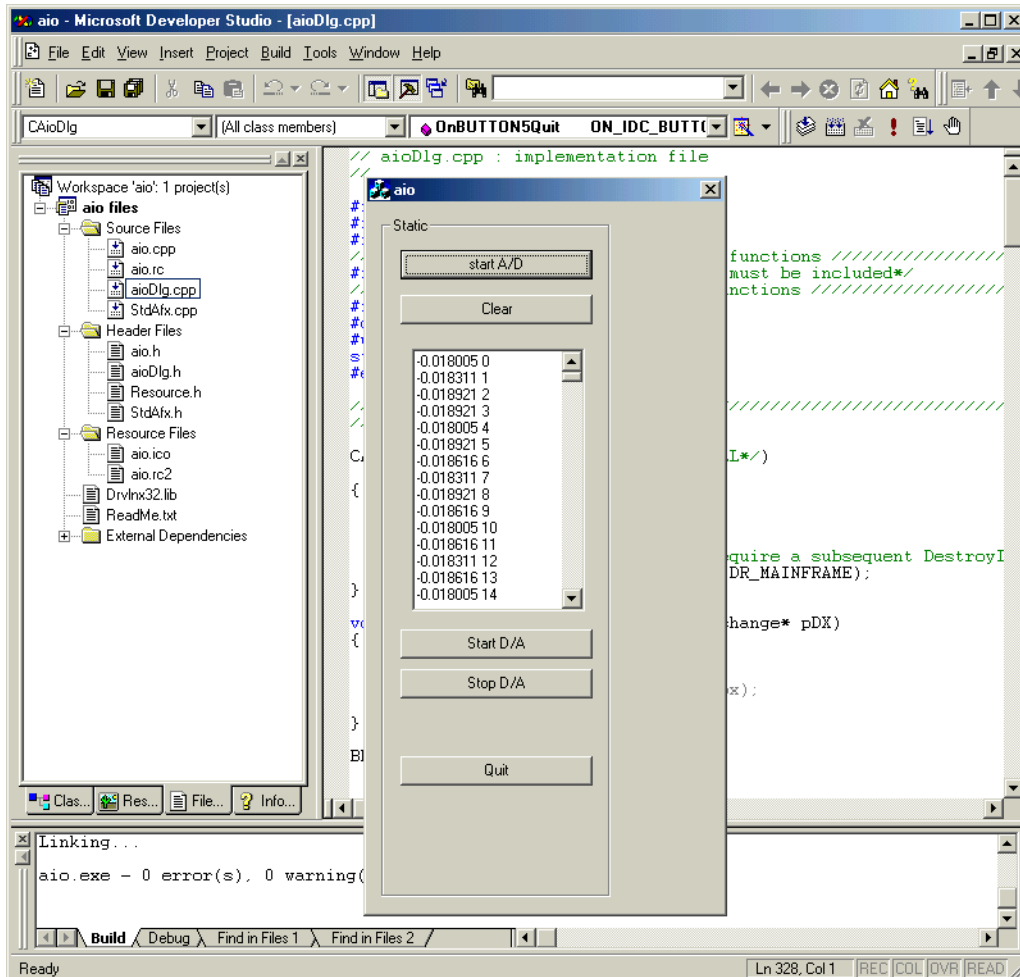 aio - Microsoft Developer Studio - [aioDlg.cpp]
File Edit View Insert Project Build Tools Window Help
CAioDlg
(All class members)
OnBUTTON5Quit ON_IDC_BUTT
Workspace 'aio': 1 project(s)
aio files
Source Files
aio.cpp
aio.rc
aioDlg.cpp
StdAfx.cpp
Header Files
aio.h
aioDlg.h
Resource.h
StdAfx.h
Resource Files
aio.ico
aio.rc2
Drvlnx32.lib
ReadMe.txt
External Dependencies
Clas...
Res...
File...
Info...
// aioDlg.cpp : implementation file
//
functions /////////////////
must be included*/
nctions ///////////////////
L*/)
{
equire a subsequent DestroyI
DR_MAINFRAME);
}
change* pDX)
{
ox);
}
aio
Static
start A/D
Clear
-0.018005 0
-0.018311 1
-0.018921 2
-0.018921 3
-0.018005 4
-0.018921 5
-0.018616 6
-0.018311 7
-0.018921 8
-0.018616 9
-0.018005 10
-0.018616 11
-0.018311 12
-0.018616 13
-0.018005 14
Start D/A
Stop D/A
Quit
Linking...
aio.exe - 0 error(s), 0 warning(
Build Debug Find in Files 1 Find in Files 2
Ready
Ln 328, Col 1 REC COL OVR READ